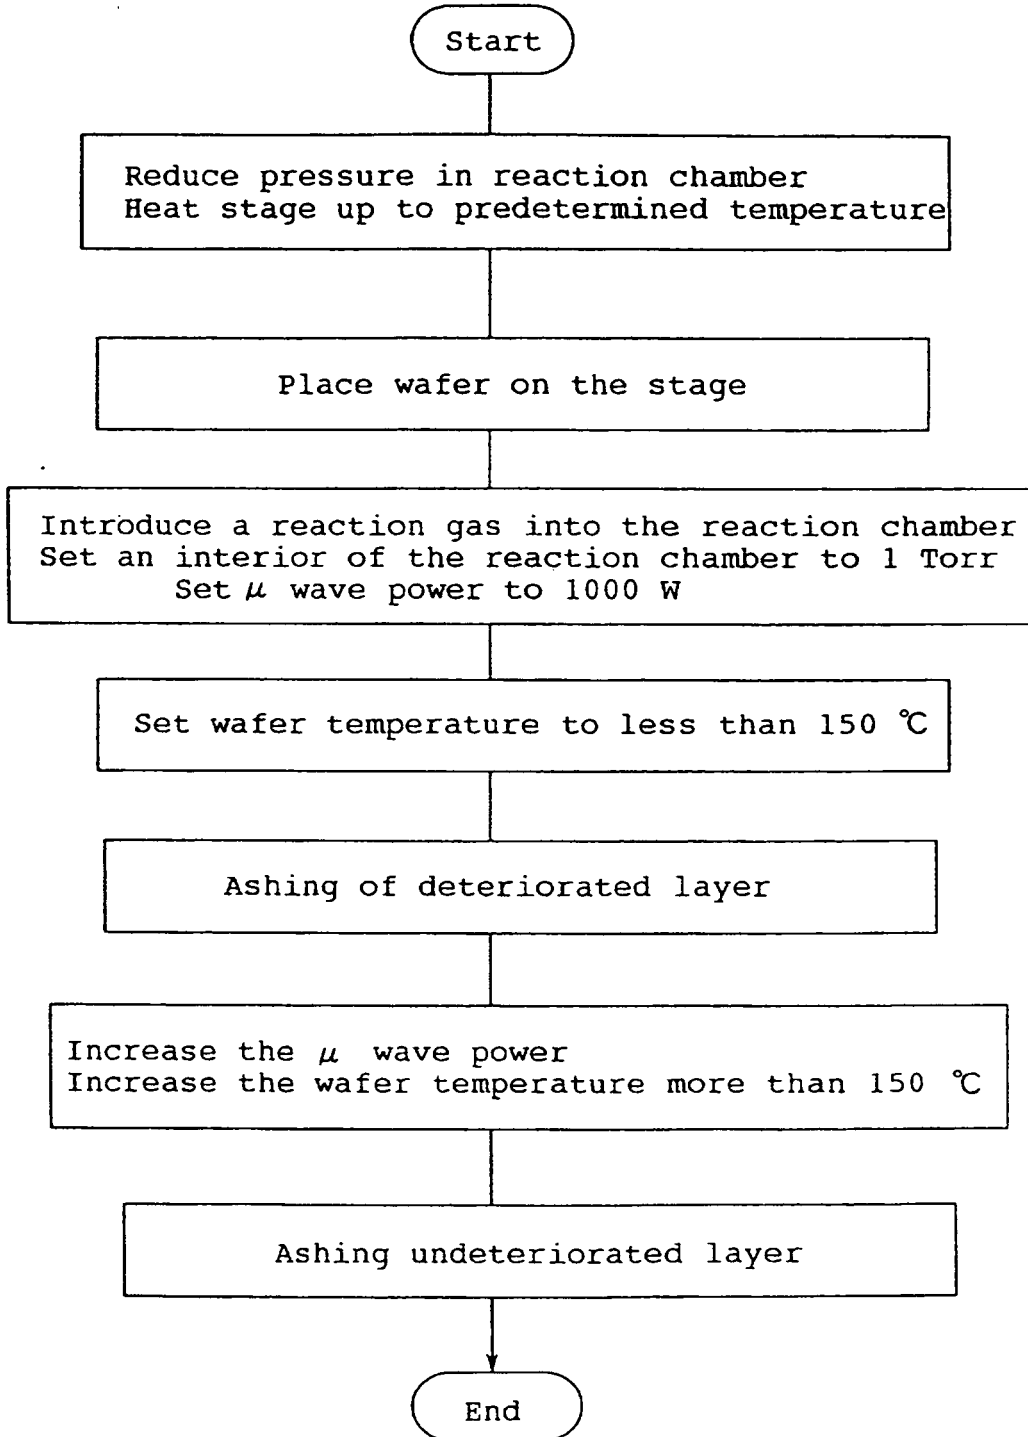 Start
Reduce pressure in reaction chamber
Heat stage up to predetermined temperature
Place wafer on the stage
Introduce a reaction gas into the reaction chamber
Set an interior of the reaction chamber to 1 Torr
Set μ wave power to 1000 W
Set wafer temperature to less than 150 ℃
Ashing of deteriorated layer
Increase the μ wave power
Increase the wafer temperature more than 150 ℃
Ashing undeteriorated layer
End